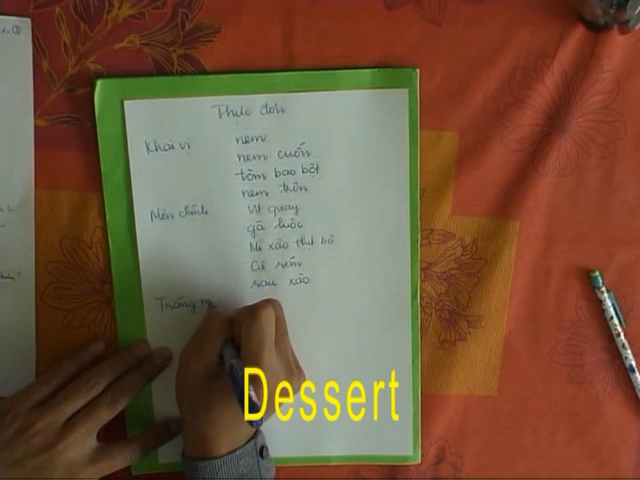 Thực đơn
Khai vị nem
nem cuốn
tôm bao bột
nem trộn
Món chính Vịt quay
gà luộc
Mì xào thịt bò
Cá rán
rau xào
Tráng m
Dessert